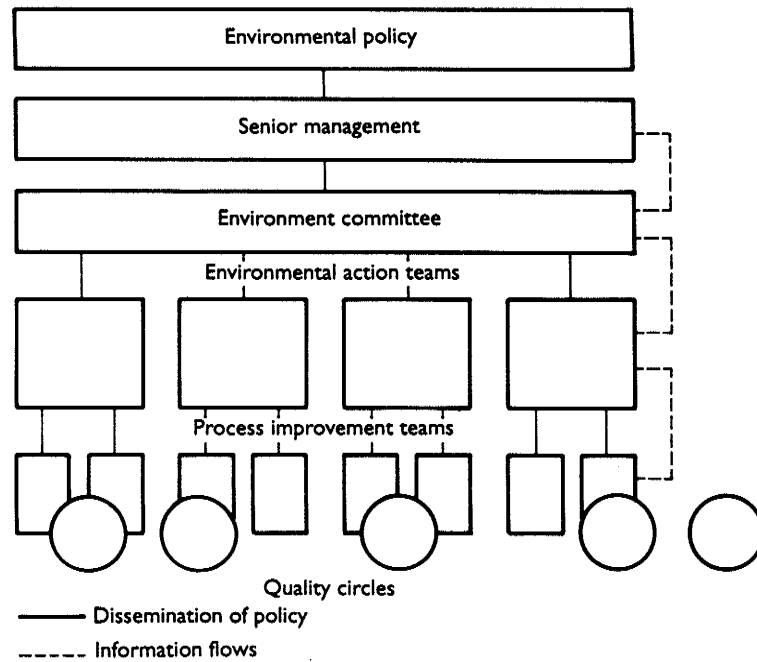 Environmental policy
Senior management
Environment committee
Environmental action teams
Process improvement teams
Quality circles
Dissemination of policy
Information flows